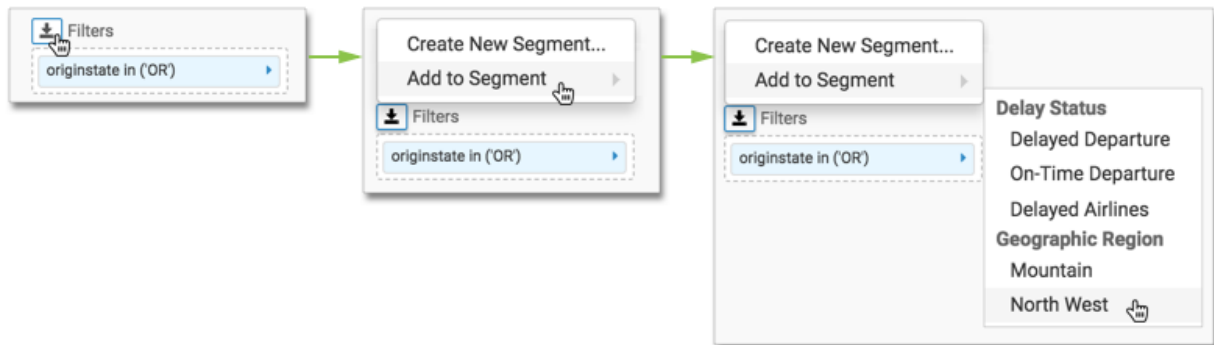 Filters
originstate in ('OR')
Create New Segment...
Add to Segment
Filters
originstate in ('OR')
Create New Segment...
Add to Segment
Filters
originstate in ('OR')
Delay Status
Delayed Departure
On-Time Departure
Delayed Airlines
Geographic Region
Mountain
North West